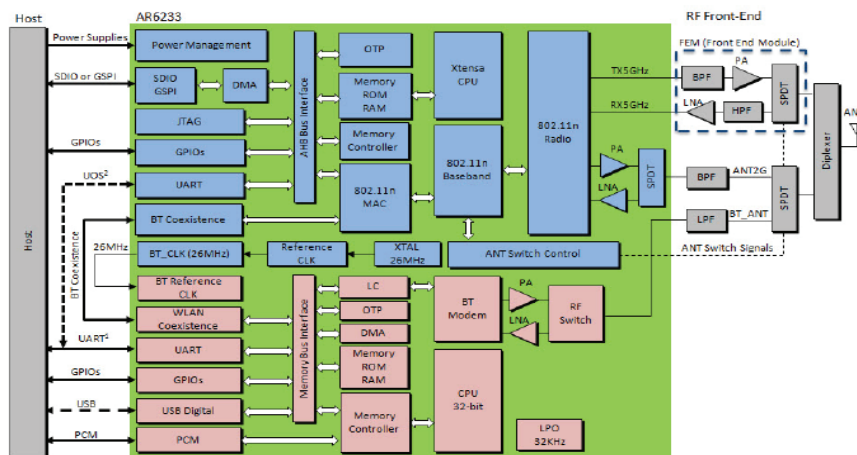 Host
AR6233
RF Front-End
FEM (Front End Module)
Power Supplies
Power Management
SDIO or GSPI
SDIO
GSPI
DMA
JTAG
GPIOs
GPIOs
UOS²
UART
BT Coexistence
BT Coexistence
26MHz
BT_CLK (26MHz)
Reference
CLK
XTAL
26MHz
AHB Bus Interface
OTP
Memory
ROM
RAM
Memory
Controller
802.11n
MAC
Xtensa
CPU
802.11n
Baseband
802.11n
Radio
ANT Switch Control
TX5GHz
RX5GHz
BPF
PA
LNA
HPF
SPDT
Diplexer
ANT
PA
LNA
SPDT
BPF
ANT2G
LPF
BT_ANT
SPDT
ANT Switch Signals
Host
BT Reference
CLK
WLAN
Coexistence
UART¹
UART
GPIOs
GPIOs
USB
USB Digital
PCM
PCM
Memory Bus Interface
LC
OTP
DMA
Memory
ROM
RAM
Memory
Controller
BT
Modem
PA
LNA
RF
Switch
CPU
32-bit
LPO
32KHz